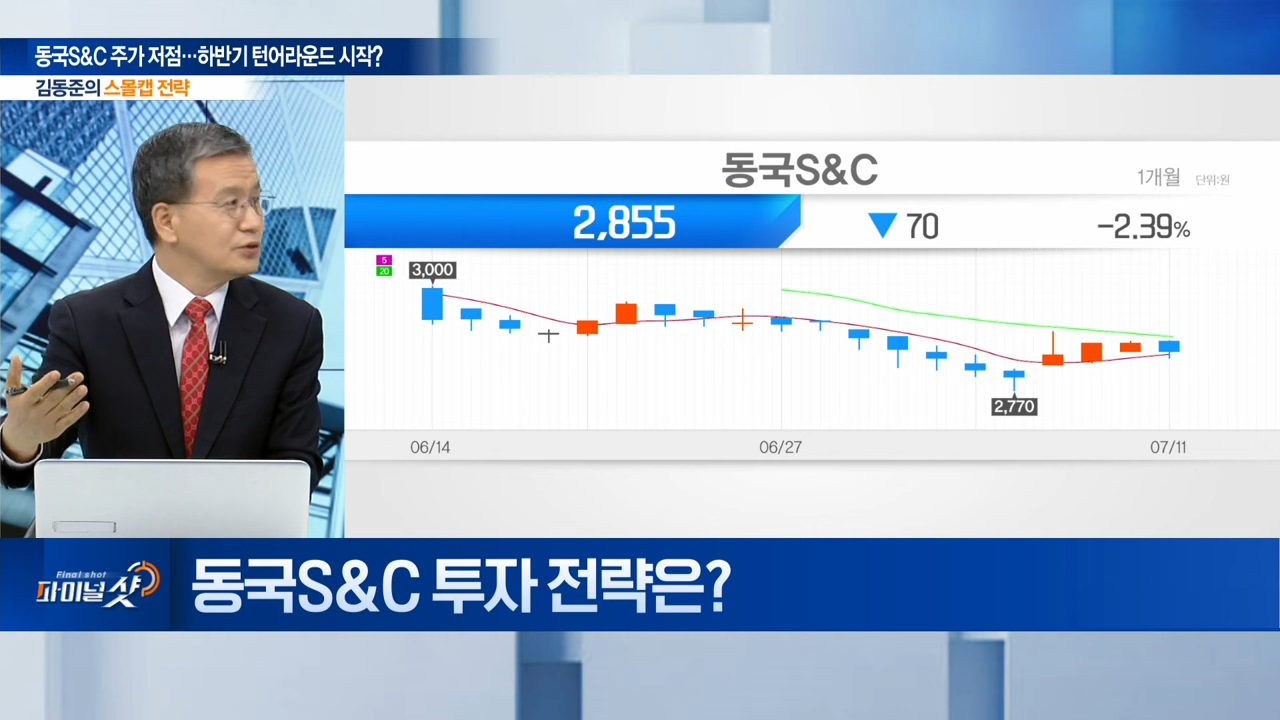 동국S&C 주가 저점…하반기 턴어라운드 시작?
김동준의 스몰캡 전략
동국S&C
1개월 단위:원
2,855 ▼ 70 -2.39%
5
20
3,000
2,770
06/14 06/27 07/11
Final shot
파이널 샷
동국S&C 투자 전략은?